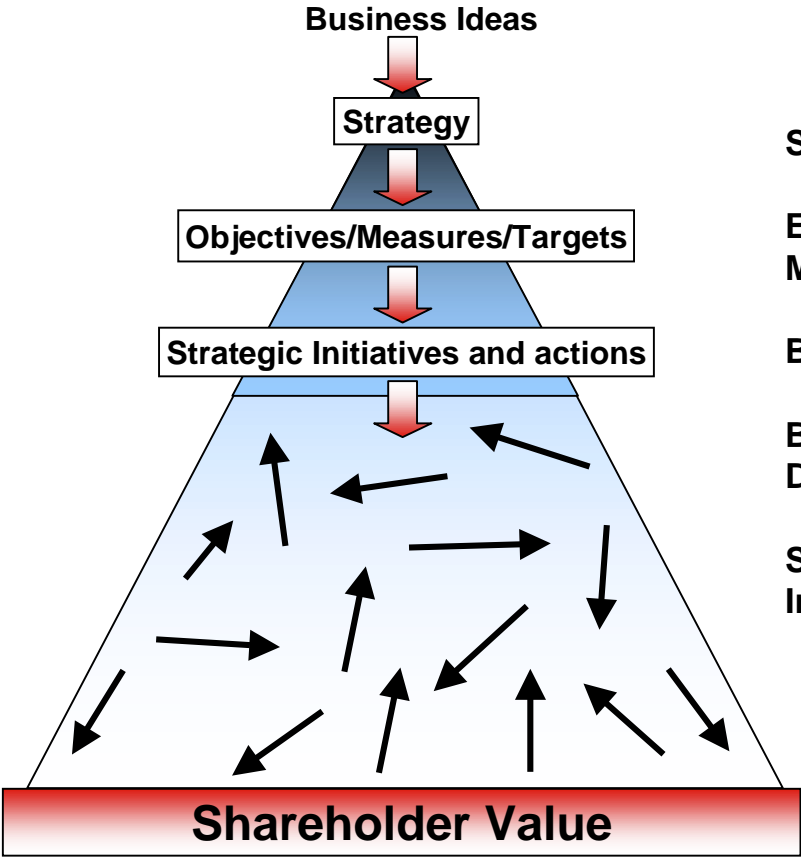 Business Ideas
Strategy
Objectives/Measures/Targets
Strategic Initiatives and actions
Shareholder Value